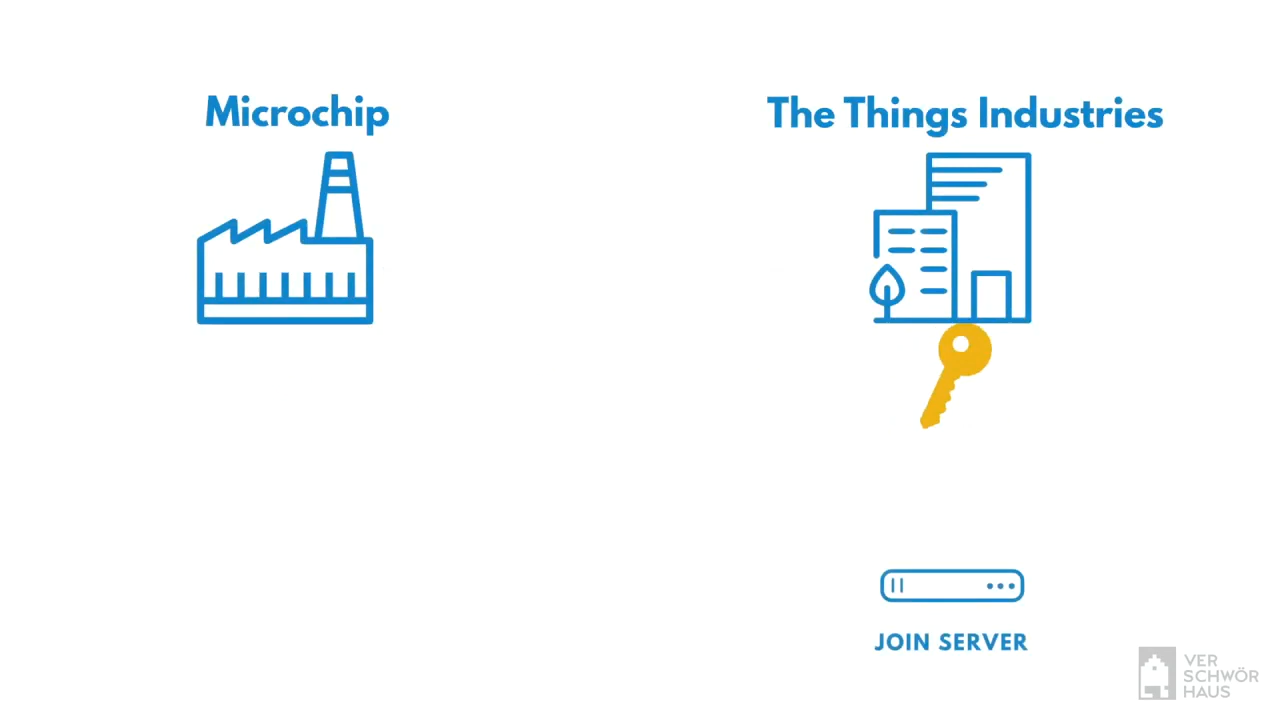 Microchip
The Things Industries
JOIN SERVER
VER
SCHWÖR
HAUS